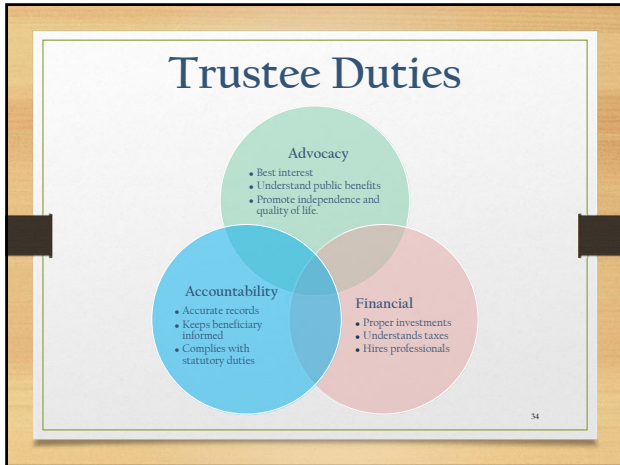 Trustee Duties
Advocacy
• Best interest
• Understand public benefits
• Promote independence and
quality of life.
Accountability
• Accurate records
• Keeps beneficiary
informed
• Complies with
statutory duties
Financial
• Proper investments
• Understands taxes
• Hires professionals
34